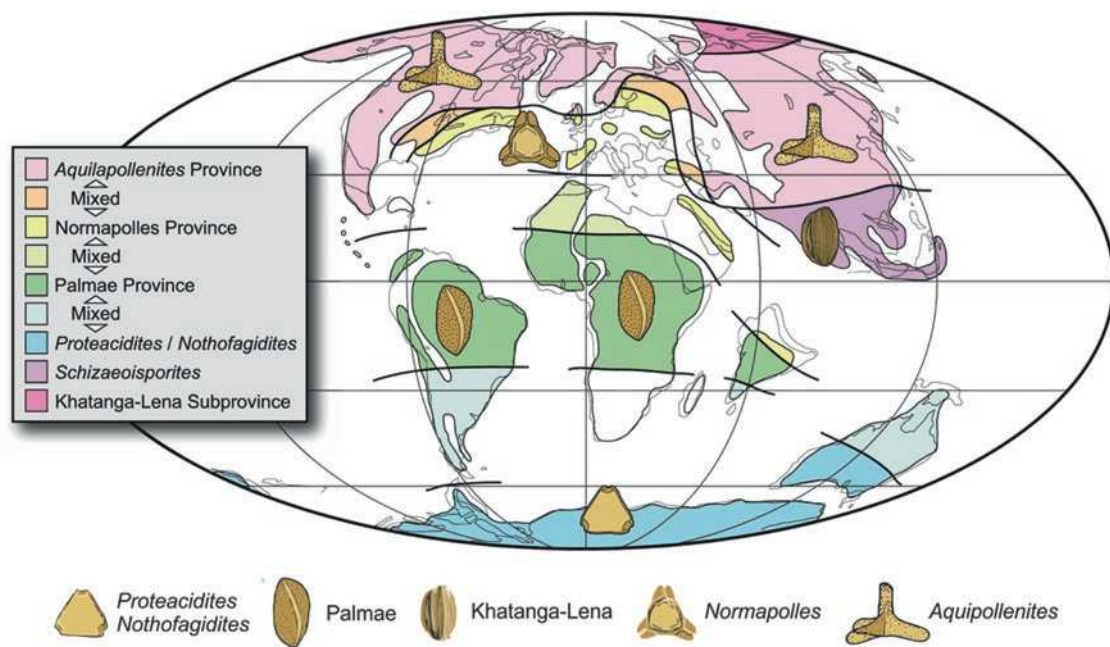 Aquilapollenites Province
Mixed
Normapolles Province
Mixed
Palmae Province
Mixed
Proteacidites / Nothofagidites
Schizaeoisporites
Khatanga-Lena Subprovince
Proteacidites
Nothofagidites
Palmae
Khatanga-Lena
Normapolles
Aquipollenites